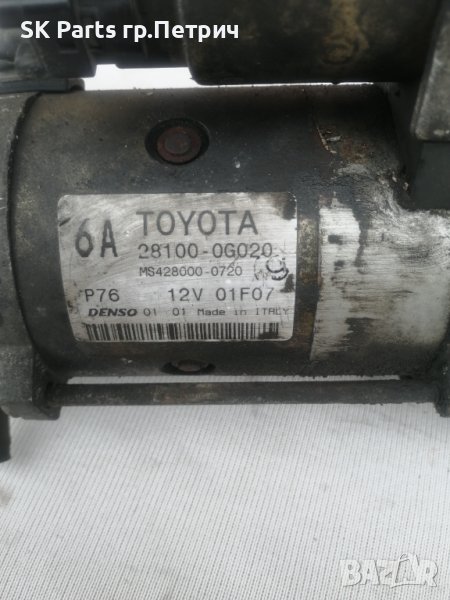 SK Parts гр.Петрич
6A TOYOTA
28100-0G020
MS428000-0720
P76 12V 01F07
DENSO 01 01 Made in ITALY
BAZAR